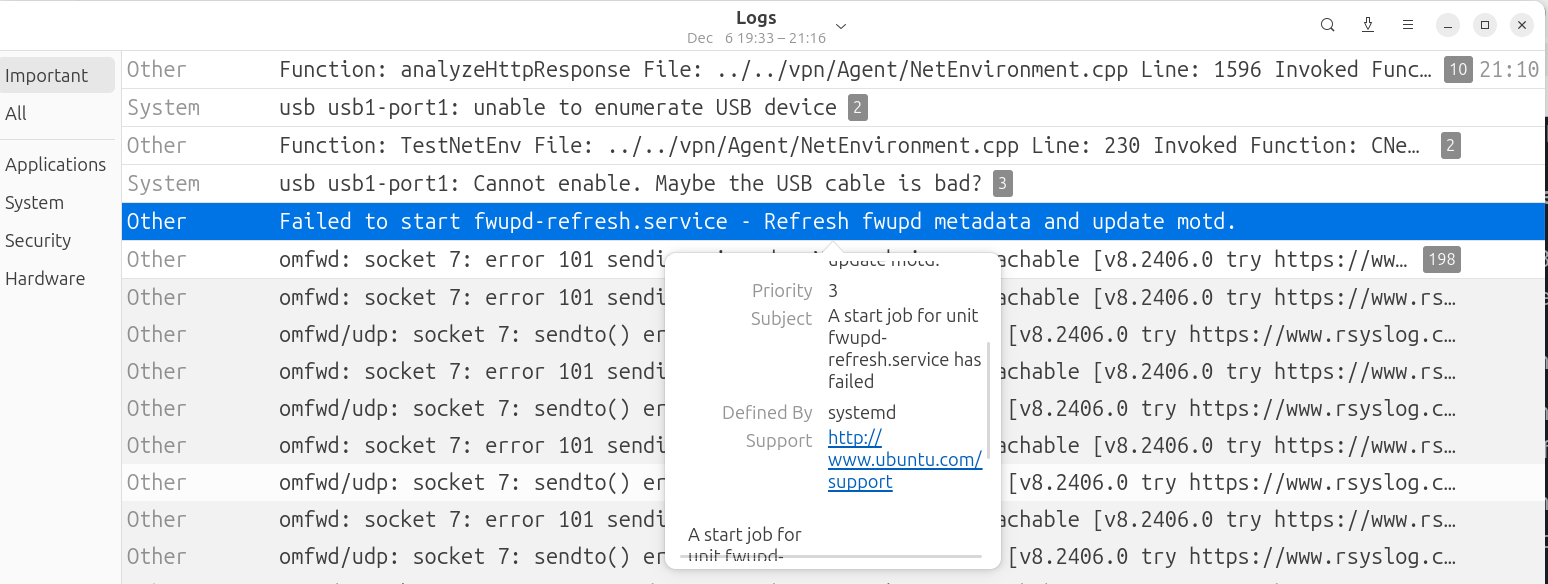 Logs
Dec 6 19:33 – 21:16
Important
All
Applications
System
Security
Hardware
Other Function: analyzeHttpResponse File: ../../vpn/Agent/NetEnvironment.cpp Line: 1596 Invoked Func… 10 21:10
System usb usb1-port1: unable to enumerate USB device 2
Other Function: TestNetEnv File: ../../vpn/Agent/NetEnvironment.cpp Line: 230 Invoked Function: CNe… 2
System usb usb1-port1: Cannot enable. Maybe the USB cable is bad? 3
Other Failed to start fwupd-refresh.service - Refresh fwupd metadata and update motd.
Other omfwd: socket 7: error 101 sendi achable [v8.2406.0 try https://ww… 198
Other omfwd: socket 7: error 101 sendi achable [v8.2406.0 try https://www.rs…
Other omfwd/udp: socket 7: sendto() er [v8.2406.0 try https://www.rsyslog.c…
Other omfwd: socket 7: error 101 sendi achable [v8.2406.0 try https://www.rs…
Other omfwd/udp: socket 7: sendto() er [v8.2406.0 try https://www.rsyslog.c…
Other omfwd: socket 7: error 101 sendi achable [v8.2406.0 try https://www.rs…
Other omfwd/udp: socket 7: sendto() er [v8.2406.0 try https://www.rsyslog.c…
Other omfwd: socket 7: error 101 sendi achable [v8.2406.0 try https://www.rs…
Other omfwd/udp: socket 7: sendto() er [v8.2406.0 try https://www.rsyslog.c…
update motd.
Priority 3
Subject A start job for unit
fwupd-
refresh.service has
failed
Defined By systemd
Support http://
www.ubuntu.com/
support
A start job for
unit fwupd-